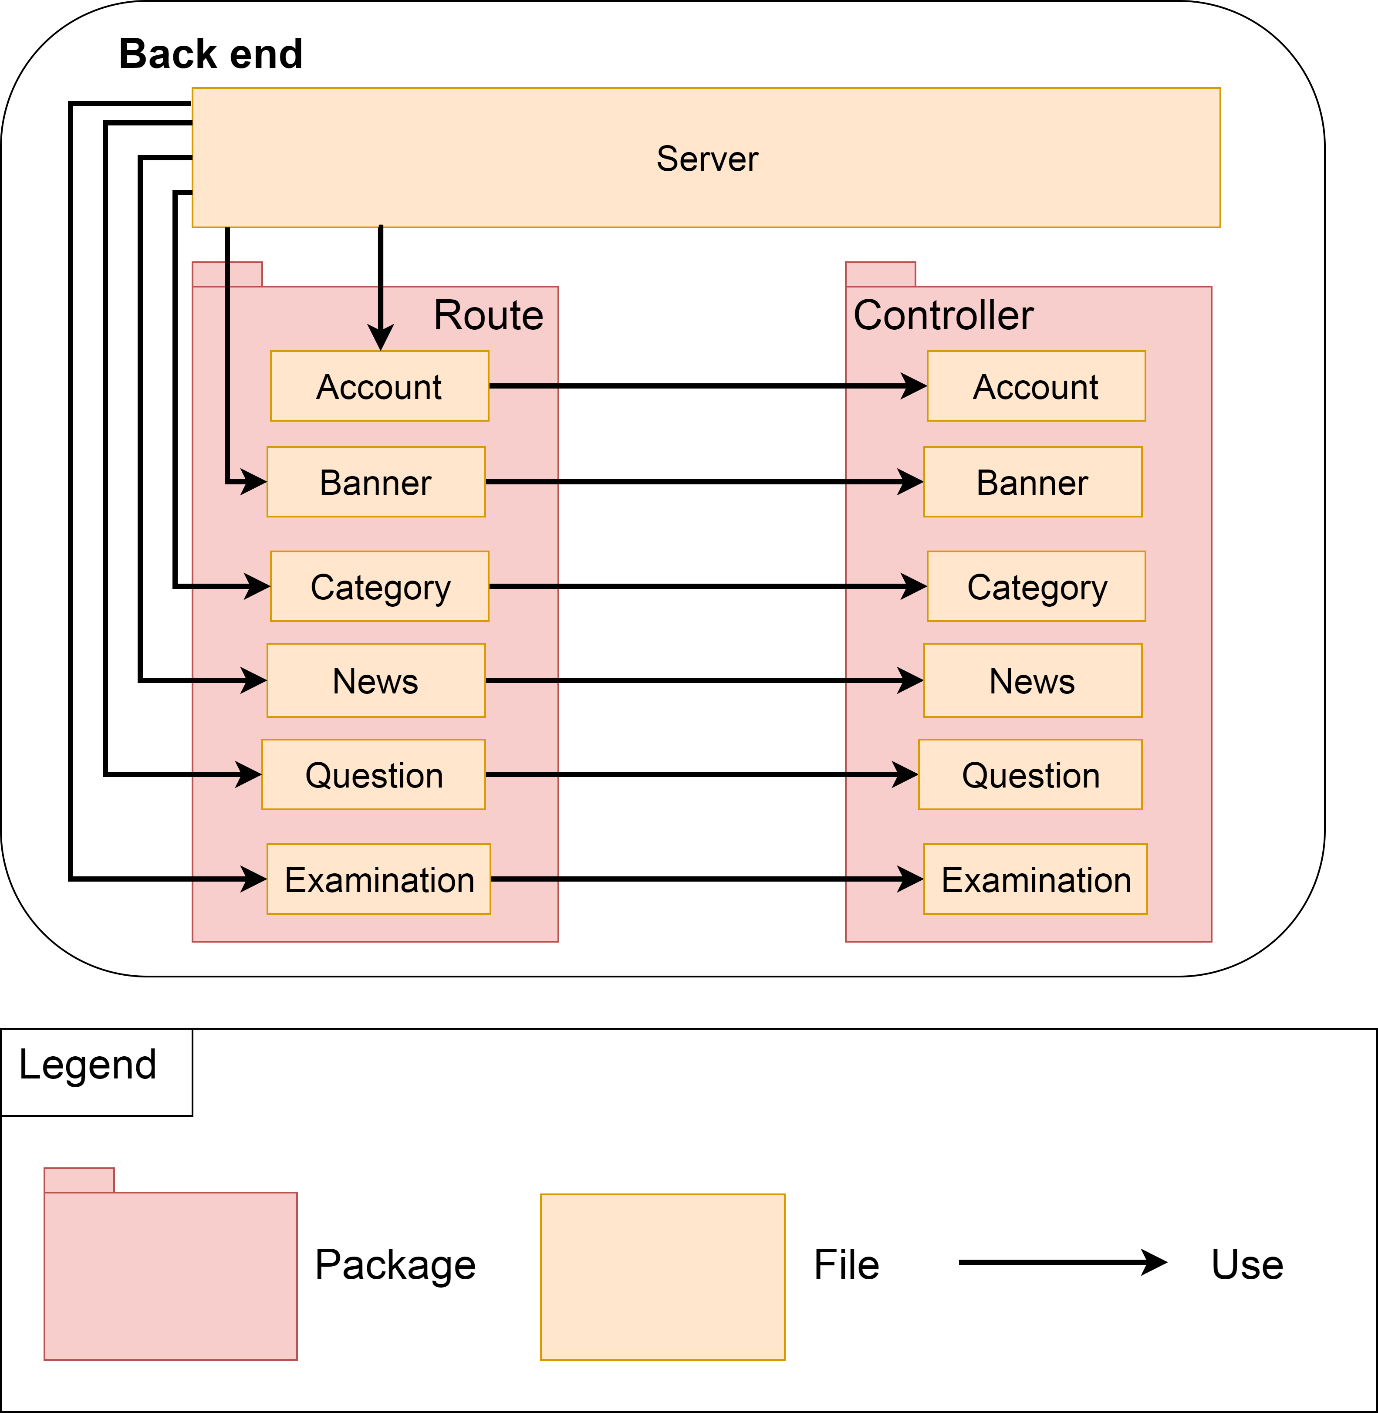 Back end
Server
Route
Controller
Account
Account
Banner
Banner
Category
Category
News
News
Question
Question
Examination
Examination
Legend
Package
File
Use